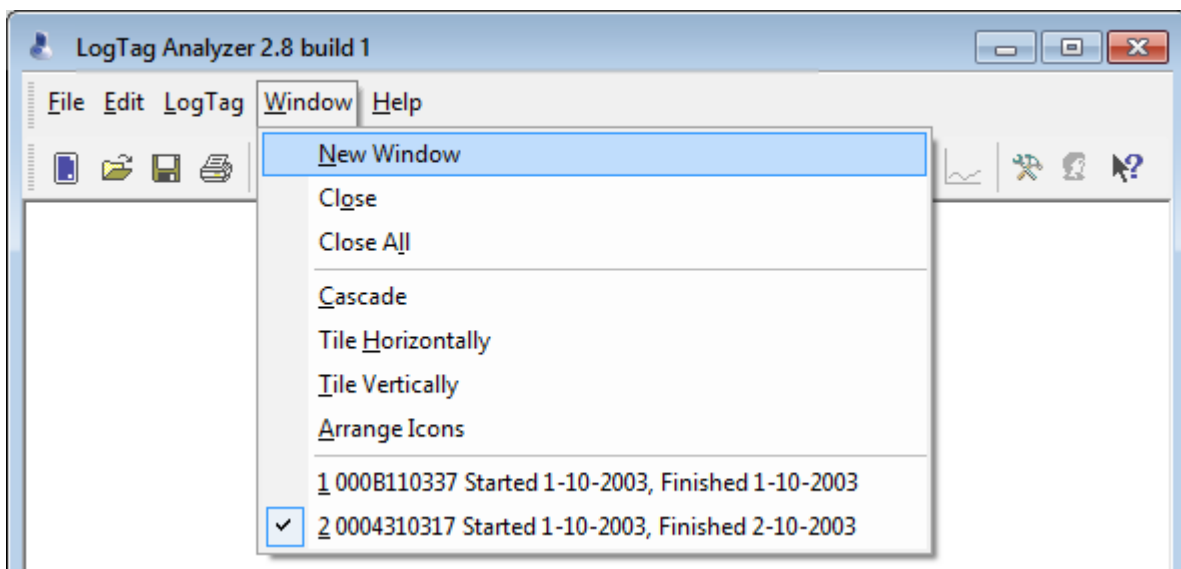 LogTag Analyzer 2.8 build 1
File Edit LogTag Window Help
New Window
Close
Close All
Cascade
Tile Horizontally
Tile Vertically
Arrange Icons
1 000B110337 Started 1-10-2003, Finished 1-10-2003
2 0004310317 Started 1-10-2003, Finished 2-10-2003